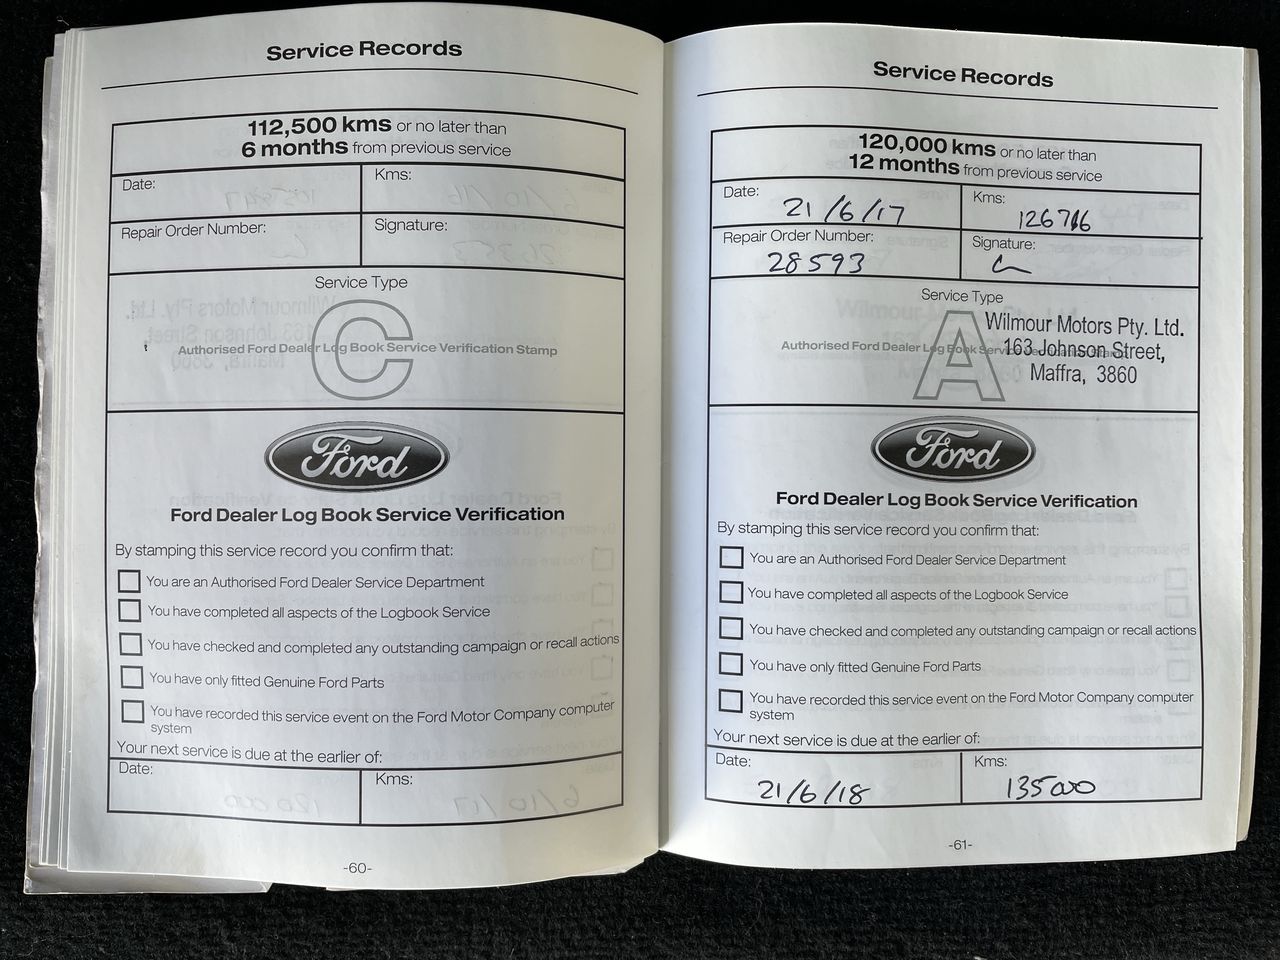 Service Records
112,500 kms or no later than
6 months from previous service
Date:
Kms:
Repair Order Number:
Signature:
Service Type
C
Authorised Ford Dealer Log Book Service Verification Stamp
Ford
Ford Dealer Log Book Service Verification
By stamping this service record you confirm that:
You are an Authorised Ford Dealer Service Department
You have completed all aspects of the Logbook Service
You have checked and completed any outstanding campaign or recall actions
You have only fitted Genuine Ford Parts
You have recorded this service event on the Ford Motor Company computer
system
Your next service is due at the earlier of:
Date:
Kms:
-60-
Service Records
120,000 kms or no later than
12 months from previous service
Date: 21/6/17
Kms: 126716
Repair Order Number:
28593
Signature:
Service Type
A
Authorised Ford Dealer Log Book Service Verification Stamp
Wilmour Motors Pty. Ltd.
163 Johnson Street,
Maffra, 3860
Ford
Ford Dealer Log Book Service Verification
By stamping this service record you confirm that:
You are an Authorised Ford Dealer Service Department
You have completed all aspects of the Logbook Service
You have checked and completed any outstanding campaign or recall actions
You have only fitted Genuine Ford Parts
You have recorded this service event on the Ford Motor Company computer
system
Your next service is due at the earlier of:
Date:
21/6/18
Kms:
135000
-61-